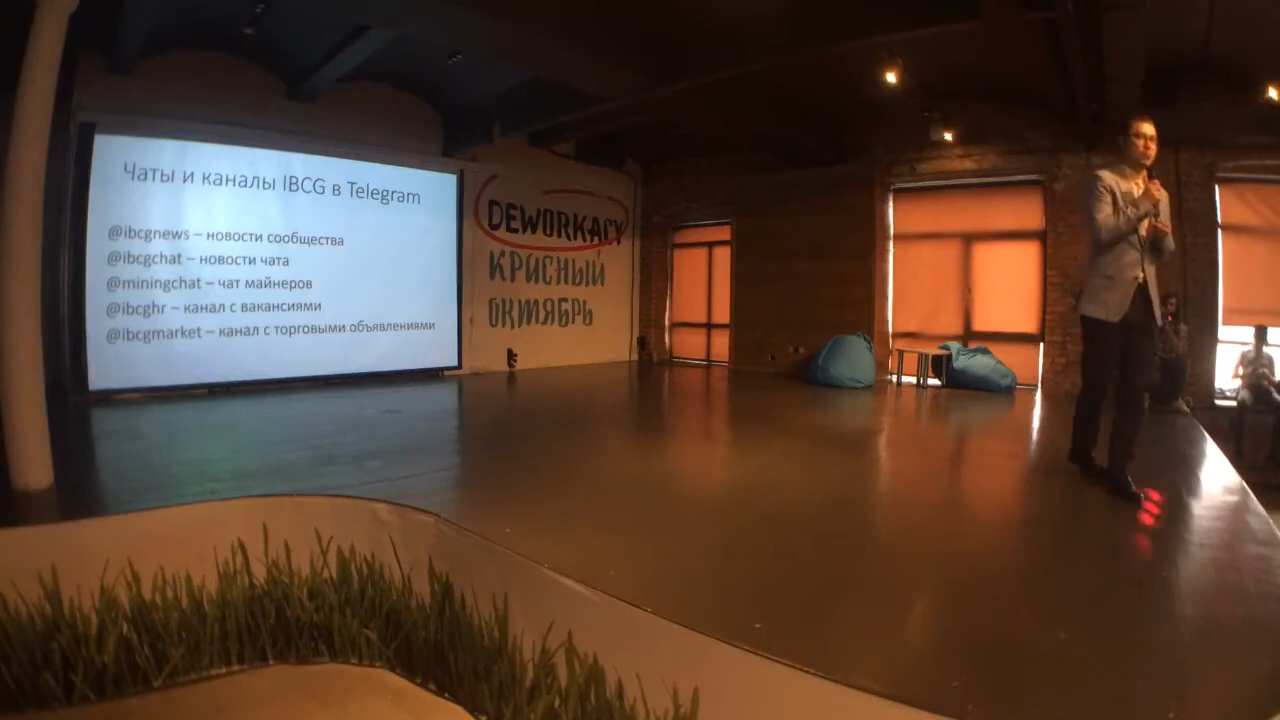 Чаты и каналы IBCG в Telegram
@ibcgnews – новости сообщества
@ibcgchat – новости чата
@miningchat – чат майнеров
@ibcghr – канал с вакансиями
@ibcgmarket – канал с торговыми объявлениями
DEWORKACY
КРАСНЫЙ
ОКТЯБРЬ